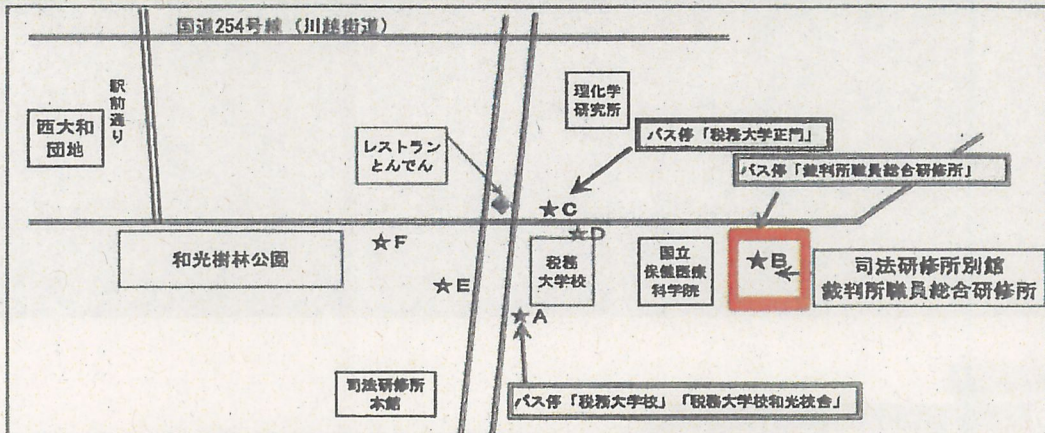 国道254号線（川越街道）
駅前通り
西大和
団地
理化学
研究所
バス停「税務大学正門」
レストラン
とんでん
バス停「裁判所職員総合研修所」
★C
★D
★F
和光樹林公園
税務
大学校
国立
保健医療
科学院
★B
司法研修所別館
裁判所職員総合研修所
★E
★A
司法研修所
本館
バス停「税務大学校」「税務大学校和光校舎」